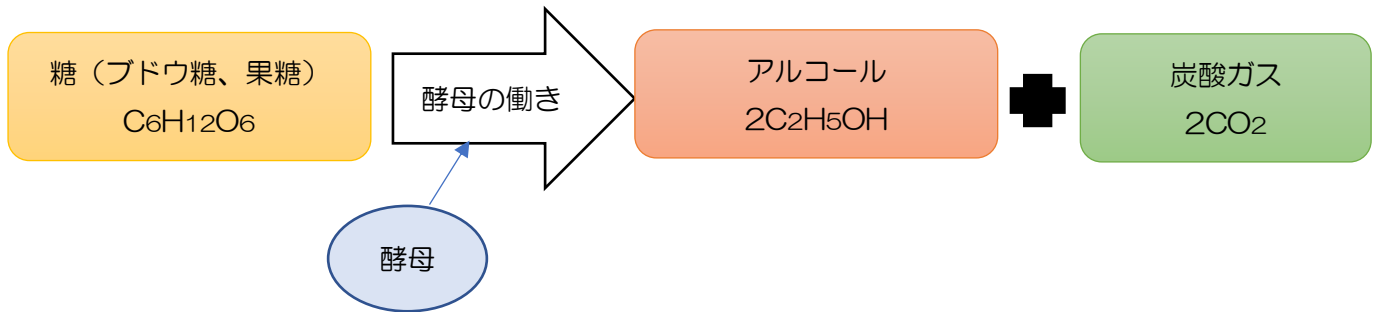 糖（ブドウ糖、果糖）
C6H12O6
酵母の働き
アルコール
2C2H5OH
炭酸ガス
2CO2
酵母